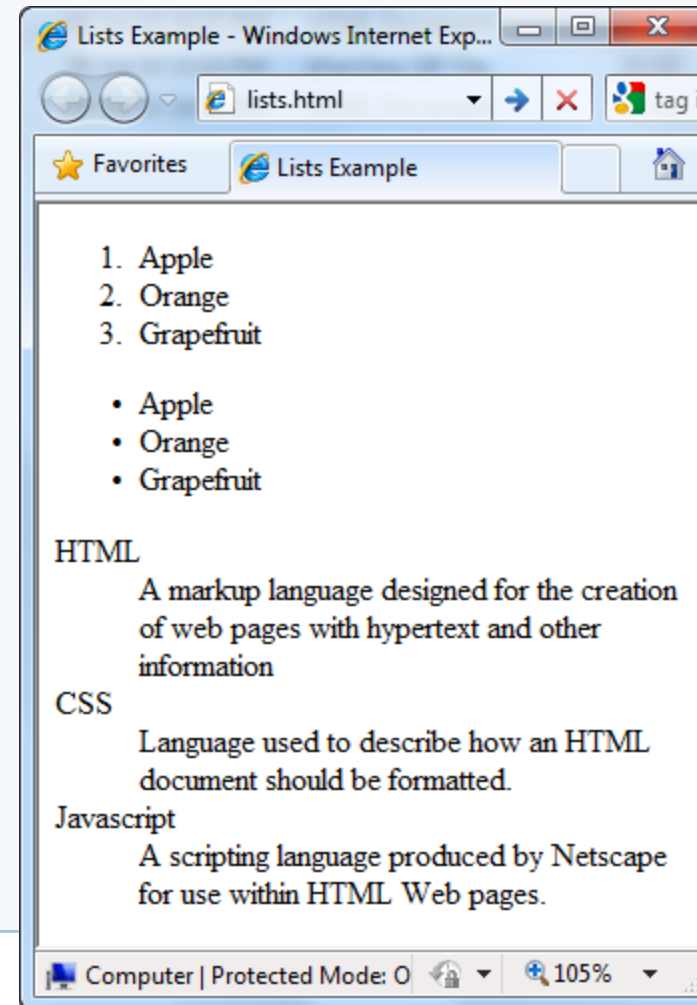 Lists Example - Windows Internet Exp...
lists.html
tag i
Favorites
Lists Example
1. Apple
2. Orange
3. Grapefruit
• Apple
• Orange
• Grapefruit
HTML
A markup language designed for the creation
of web pages with hypertext and other
information
CSS
Language used to describe how an HTML
document should be formatted.
Javascript
A scripting language produced by Netscape
for use within HTML Web pages.
Computer | Protected Mode: O
105%